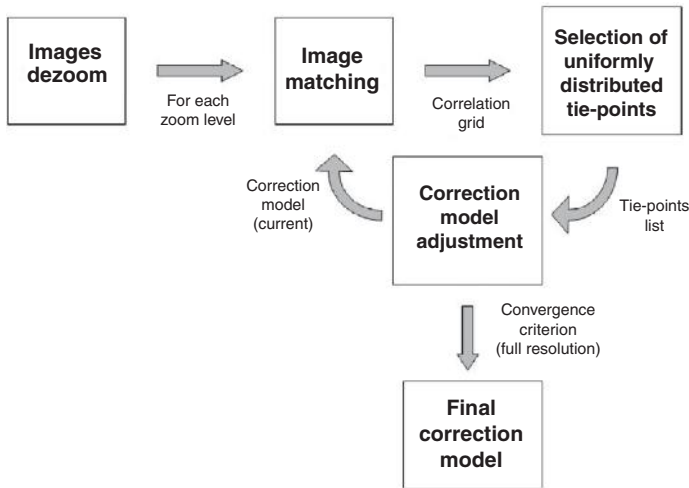 Images
dezoom
For each
zoom level
Image
matching
Correlation
grid
Selection of
uniformly
distributed
tie-points
Tie-points
list
Correction
model
adjustment
Correction
model
(current)
Convergence
criterion
(full resolution)
Final
correction
model